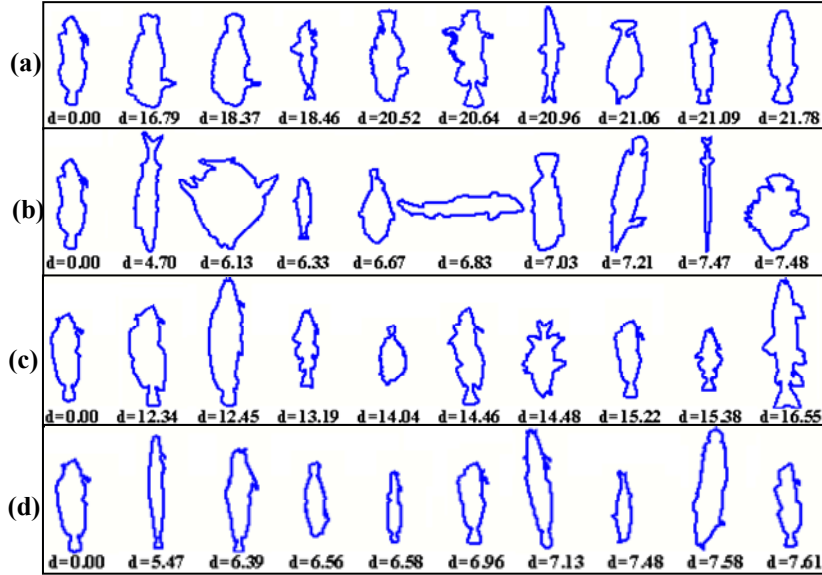 (a)
d=0.00 d=16.79 d=18.37 d=18.46 d=20.52 d=20.64 d=20.96 d=21.06 d=21.09 d=21.78
(b)
d=0.00 d=4.70 d=6.13 d=6.33 d=6.67 d=6.83 d=7.03 d=7.21 d=7.47 d=7.48
(c)
d=0.00 d=12.34 d=12.45 d=13.19 d=14.04 d=14.46 d=14.48 d=15.22 d=15.38 d=16.55
(d)
d=0.00 d=5.47 d=6.39 d=6.56 d=6.58 d=6.96 d=7.13 d=7.48 d=7.58 d=7.61